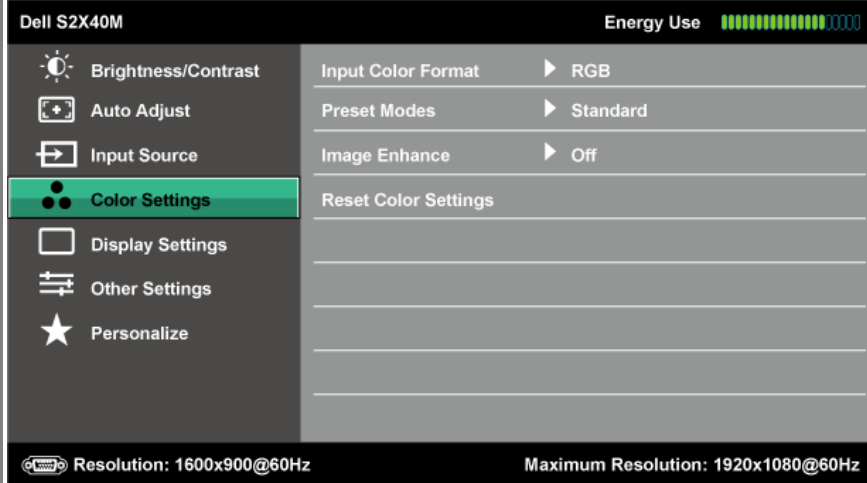 Dell S2X40M Energy Use
Brightness/Contrast
Auto Adjust
Input Source
Color Settings
Display Settings
Other Settings
Personalize
Input Color Format RGB
Preset Modes Standard
Image Enhance Off
Reset Color Settings
Resolution: 1600x900@60Hz Maximum Resolution: 1920x1080@60Hz